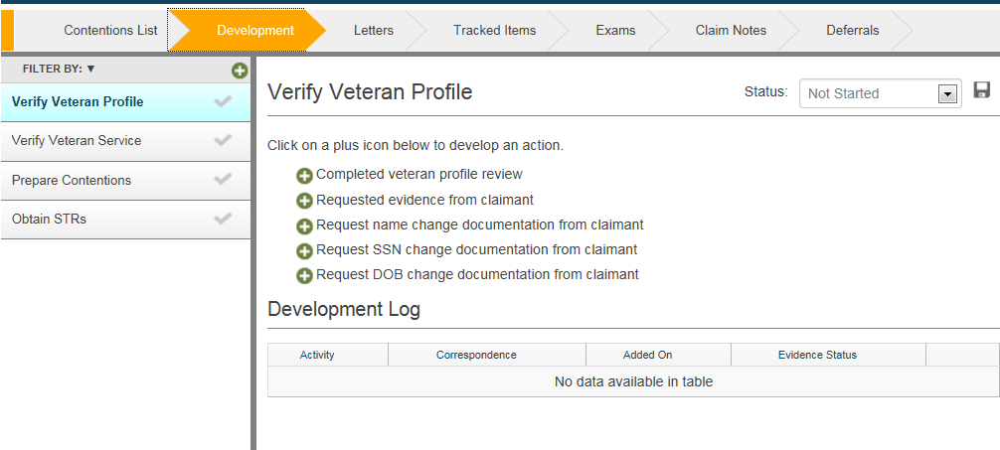 Contentions List Development Letters Tracked Items Exams Claim Notes Deferrals
FILTER BY: ▼
Verify Veteran Profile
Verify Veteran Service
Prepare Contentions
Obtain STRs
Verify Veteran Profile
Status: Not Started
Click on a plus icon below to develop an action.
Completed veteran profile review
Requested evidence from claimant
Request name change documentation from claimant
Request SSN change documentation from claimant
Request DOB change documentation from claimant
Development Log
Activity Correspondence Added On Evidence Status
No data available in table